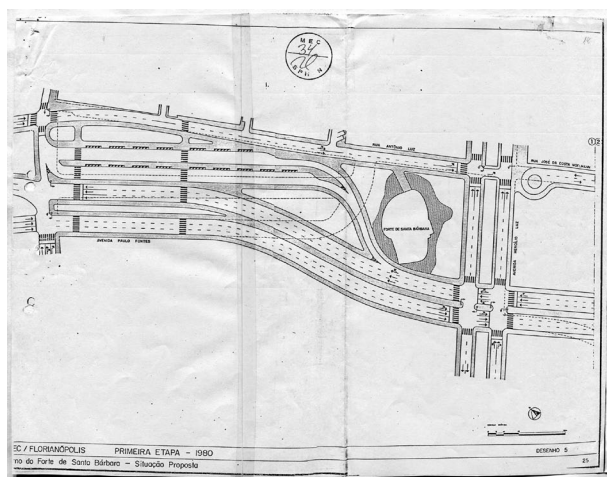 MEC
34
SPHAN
RUA ANTÔNIO LUZ
RUA JOSÉ DA COSTA MOELLMANN
FORTE DE SANTA BÁRBARA
AVENIDA HERCÍLIO LUZ
AVENIDA PAULO FONTES
EC / FLORIANÓPOLIS PRIMEIRA ETAPA - 1980
DESENHO 5
no do Forte de Santa Bárbara - Situação Proposta
25